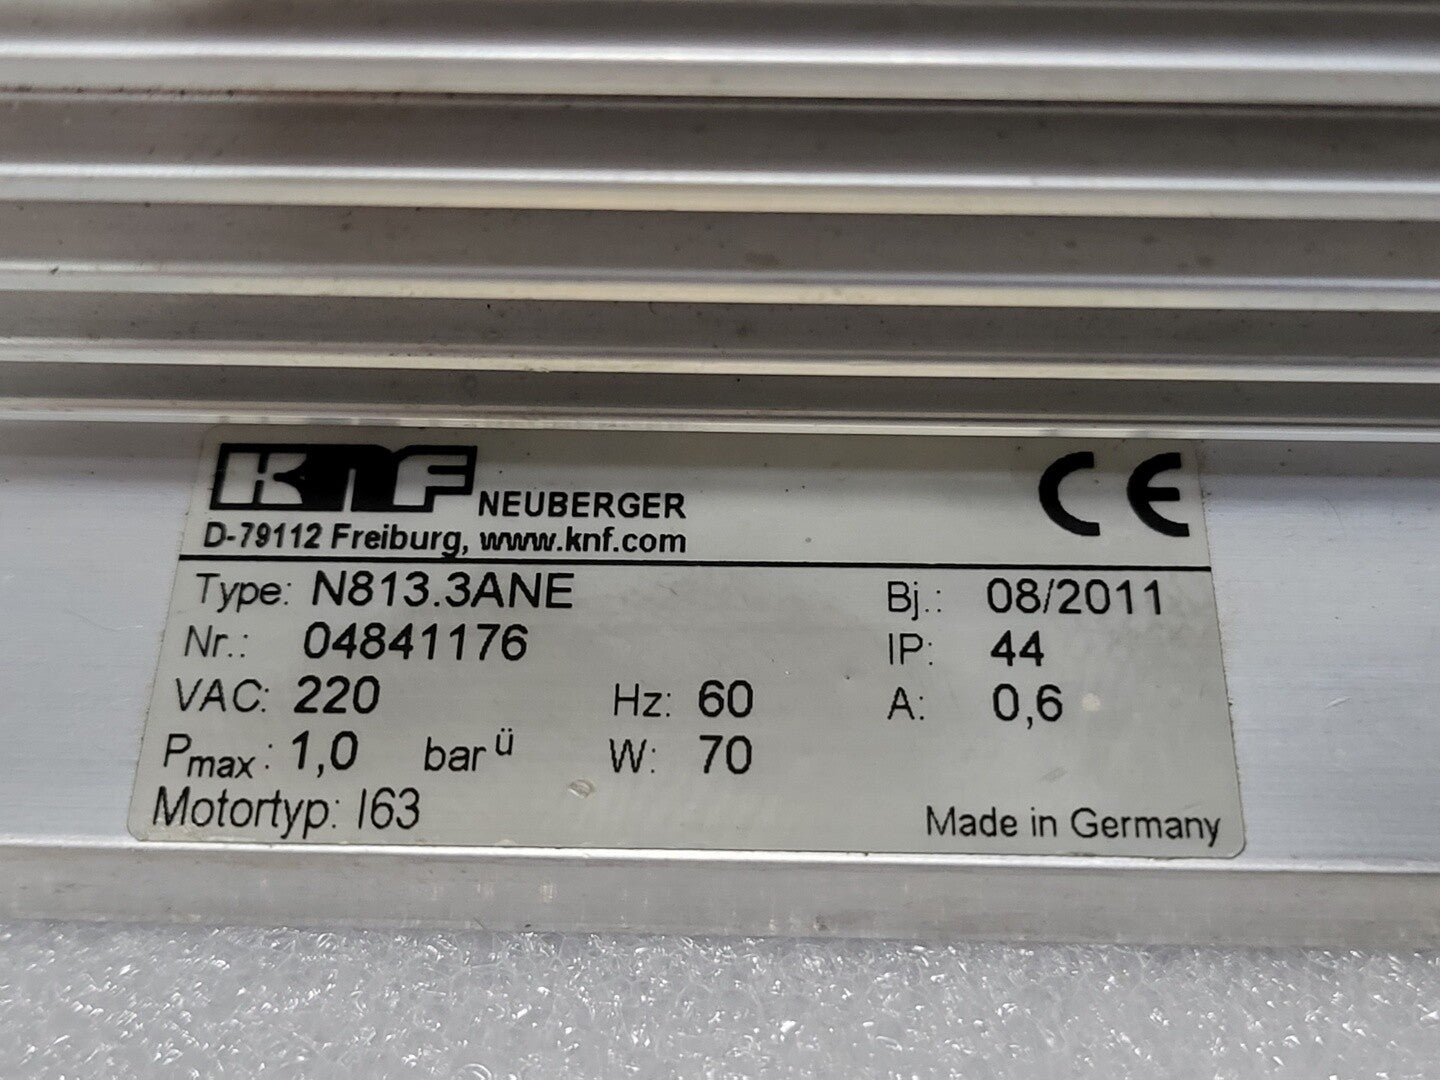 KNF NEUBERGER CE
D-79112 Freiburg, www.knf.com
Type: N813.3ANE Bj.: 08/2011
Nr.: 04841176 IP: 44
VAC: 220 Hz: 60 A: 0,6
Pmax: 1,0 bar ü W: 70
Motortyp: I63 Made in Germany